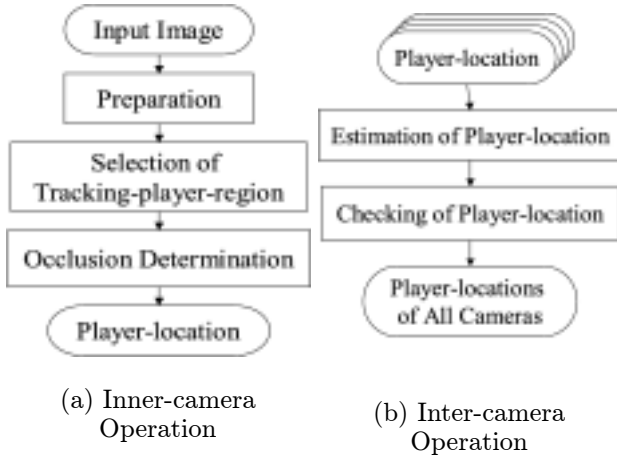 Input Image
Preparation
Selection of
Tracking-player-region
Occlusion Determination
Player-location
(a) Inner-camera
Operation
Player-location
Estimation of Player-location
Checking of Player-location
Player-locations
of All Cameras
(b) Inter-camera
Operation